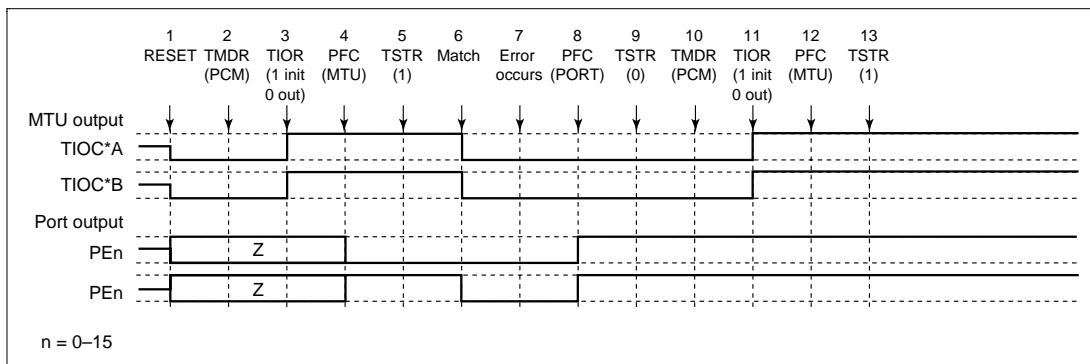 1 2 3 4 5 6 7 8 9 10 11 12 13
RESET TMDR TIOR PFC TSTR Match Error PFC TSTR TMDR TIOR PFC TSTR
(PCM) (1 init (MTU) (1) occurs (PORT) (0) (PCM) (1 init (MTU) (1)
0 out) 0 out)
MTU output
TIOC*A
TIOC*B
Port output
PEn Z
PEn Z
n = 0–15